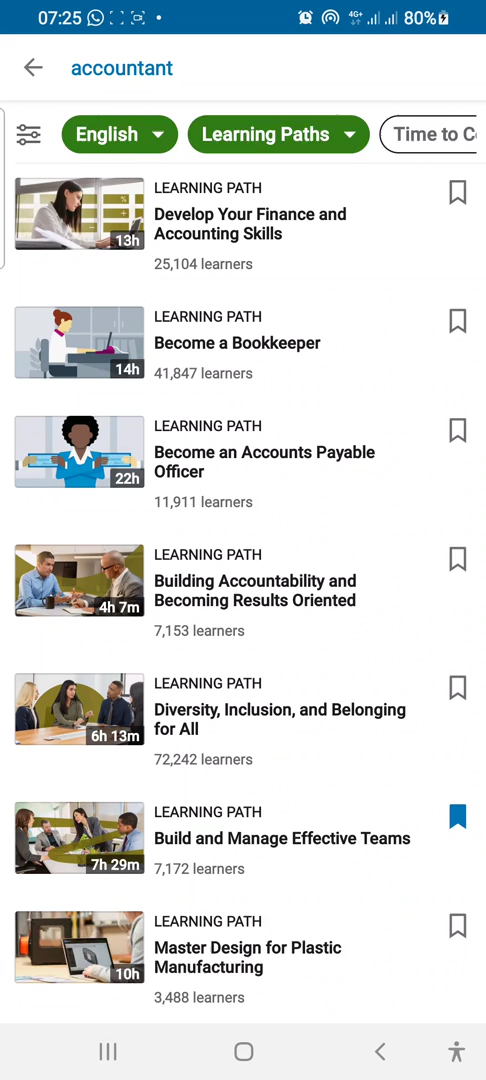 07:25
4G+
80%
accountant
English
Learning Paths
Time to C
LEARNING PATH
Develop Your Finance and
Accounting Skills
13h
25,104 learners
LEARNING PATH
Become a Bookkeeper
14h
41,847 learners
LEARNING PATH
Become an Accounts Payable
Officer
22h
11,911 learners
LEARNING PATH
Building Accountability and
Becoming Results Oriented
4h 7m
7,153 learners
LEARNING PATH
Diversity, Inclusion, and Belonging
for All
6h 13m
72,242 learners
LEARNING PATH
Build and Manage Effective Teams
7h 29m
7,172 learners
LEARNING PATH
Master Design for Plastic
Manufacturing
10h
3,488 learners